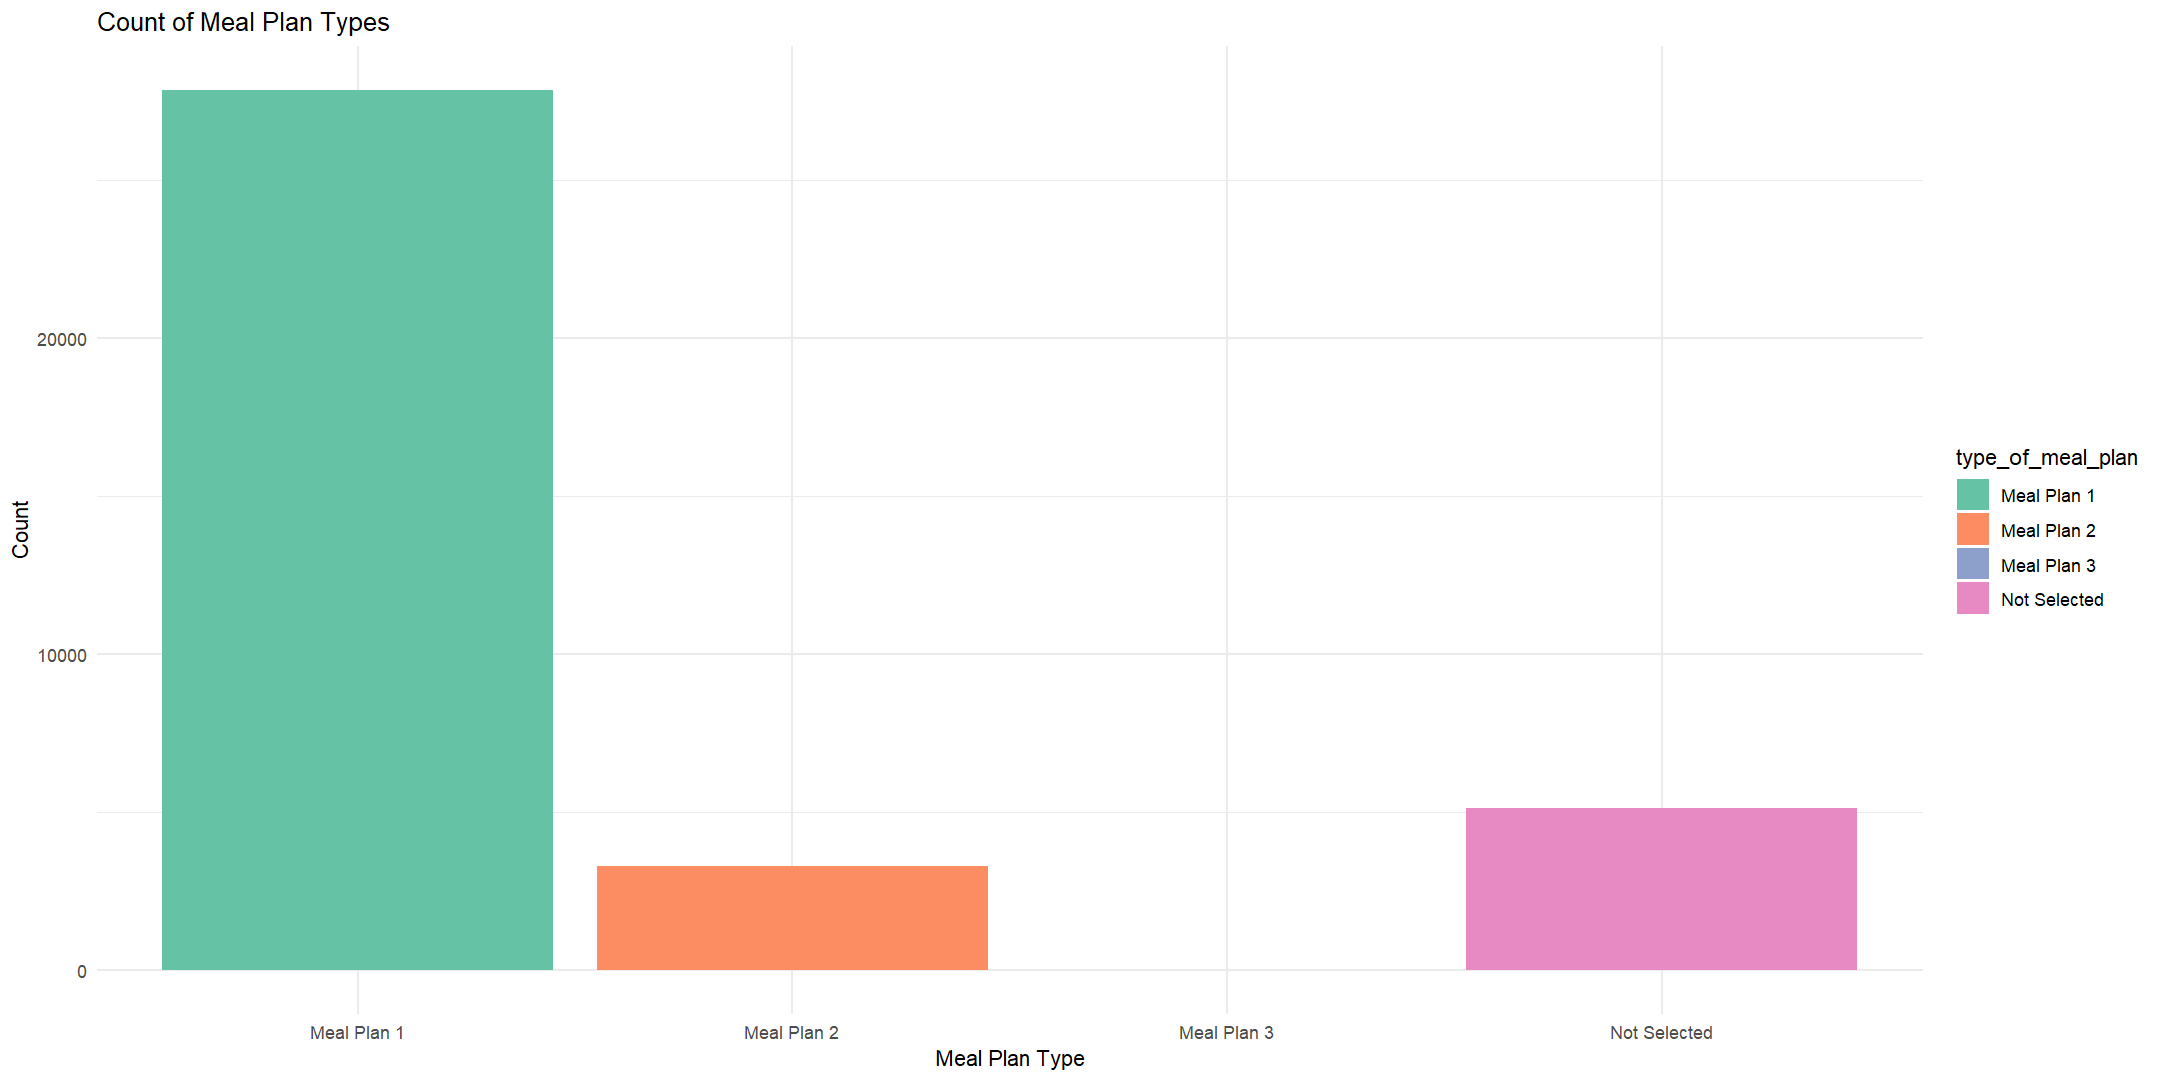 Count of Meal Plan Types
Count
20000
10000
0
Meal Plan 1
Meal Plan 2
Meal Plan 3
Not Selected
Meal Plan Type
type_of_meal_plan
Meal Plan 1
Meal Plan 2
Meal Plan 3
Not Selected